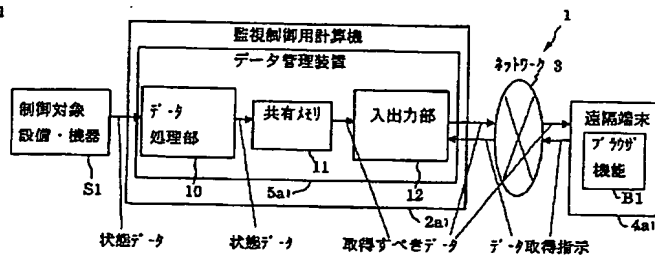 監視制御用計算機
1
データ管理装置
ネットワーク 3
制御対象
設備・機器
データ
処理部
共有メモリ
入出力部
遠隔端末
ブラウザ
機能
S1
10
11
12
B1
5a1
2a1
4a1
状態データ
状態データ
取得すべきデータ
データ取得指示